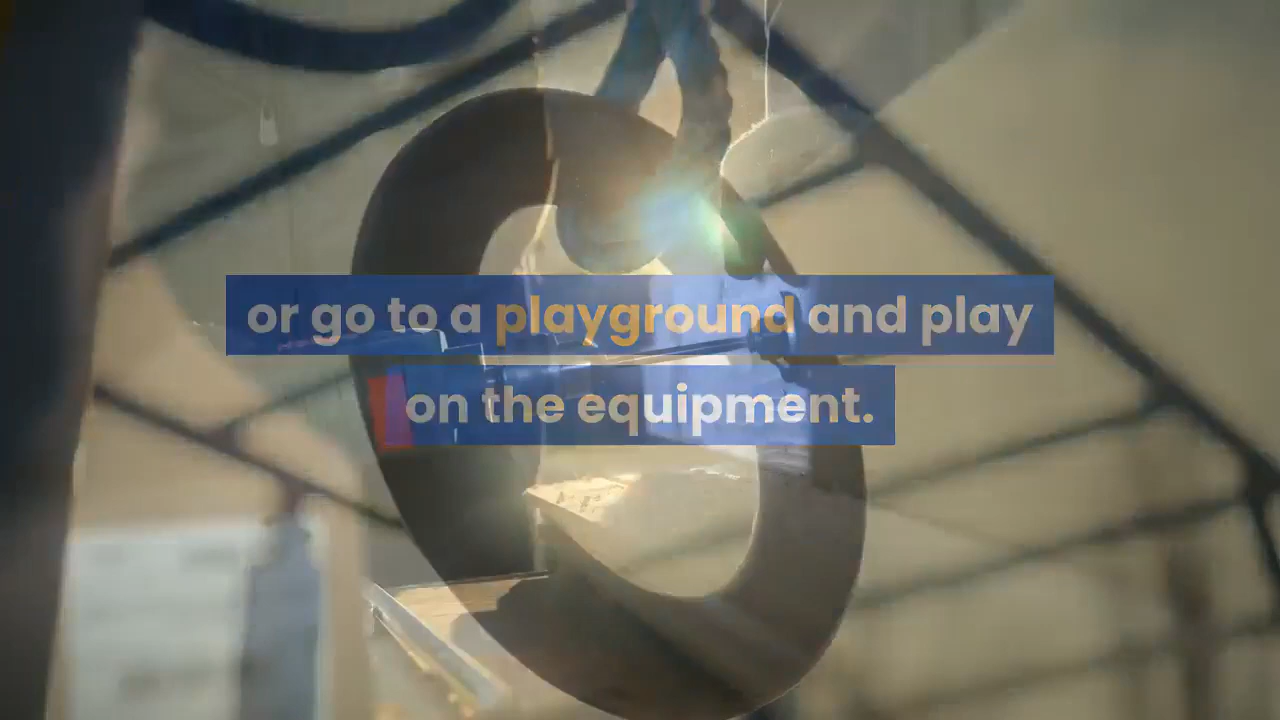 or go to a playground and play
on the equipment.